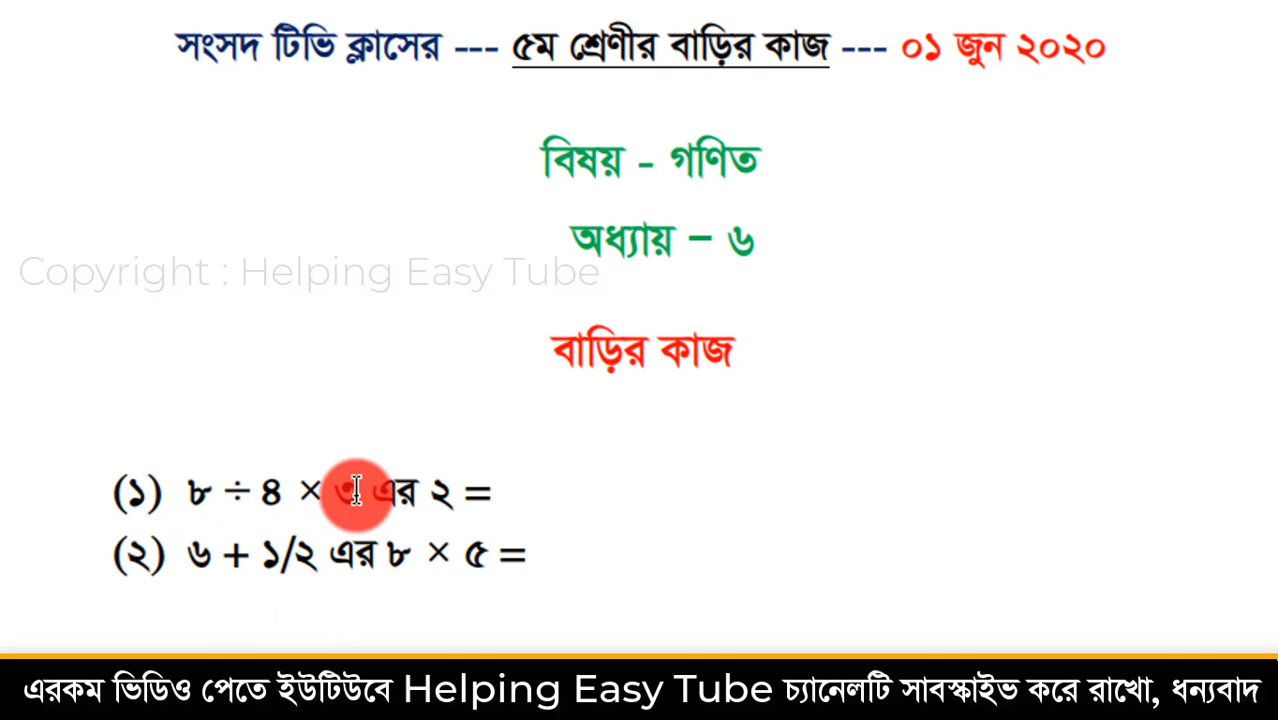 সংসদ টিভি ক্লাসের --- ৫ম শ্রেণীর বাড়ির কাজ --- ০১ জুন ২০২০
বিষয় - গণিত
অধ্যায় – ৬
Copyright : Helping Easy Tube
বাড়ির কাজ
(১) ৮ ÷ ৪ × ৩ এর ২ =
(২) ৬ + ১/২ এর ৮ × ৫ =
এরকম ভিডিও পেতে ইউটিউবে Helping Easy Tube চ্যানেলটি সাবস্কাইভ করে রাখো, ধন্যবাদ